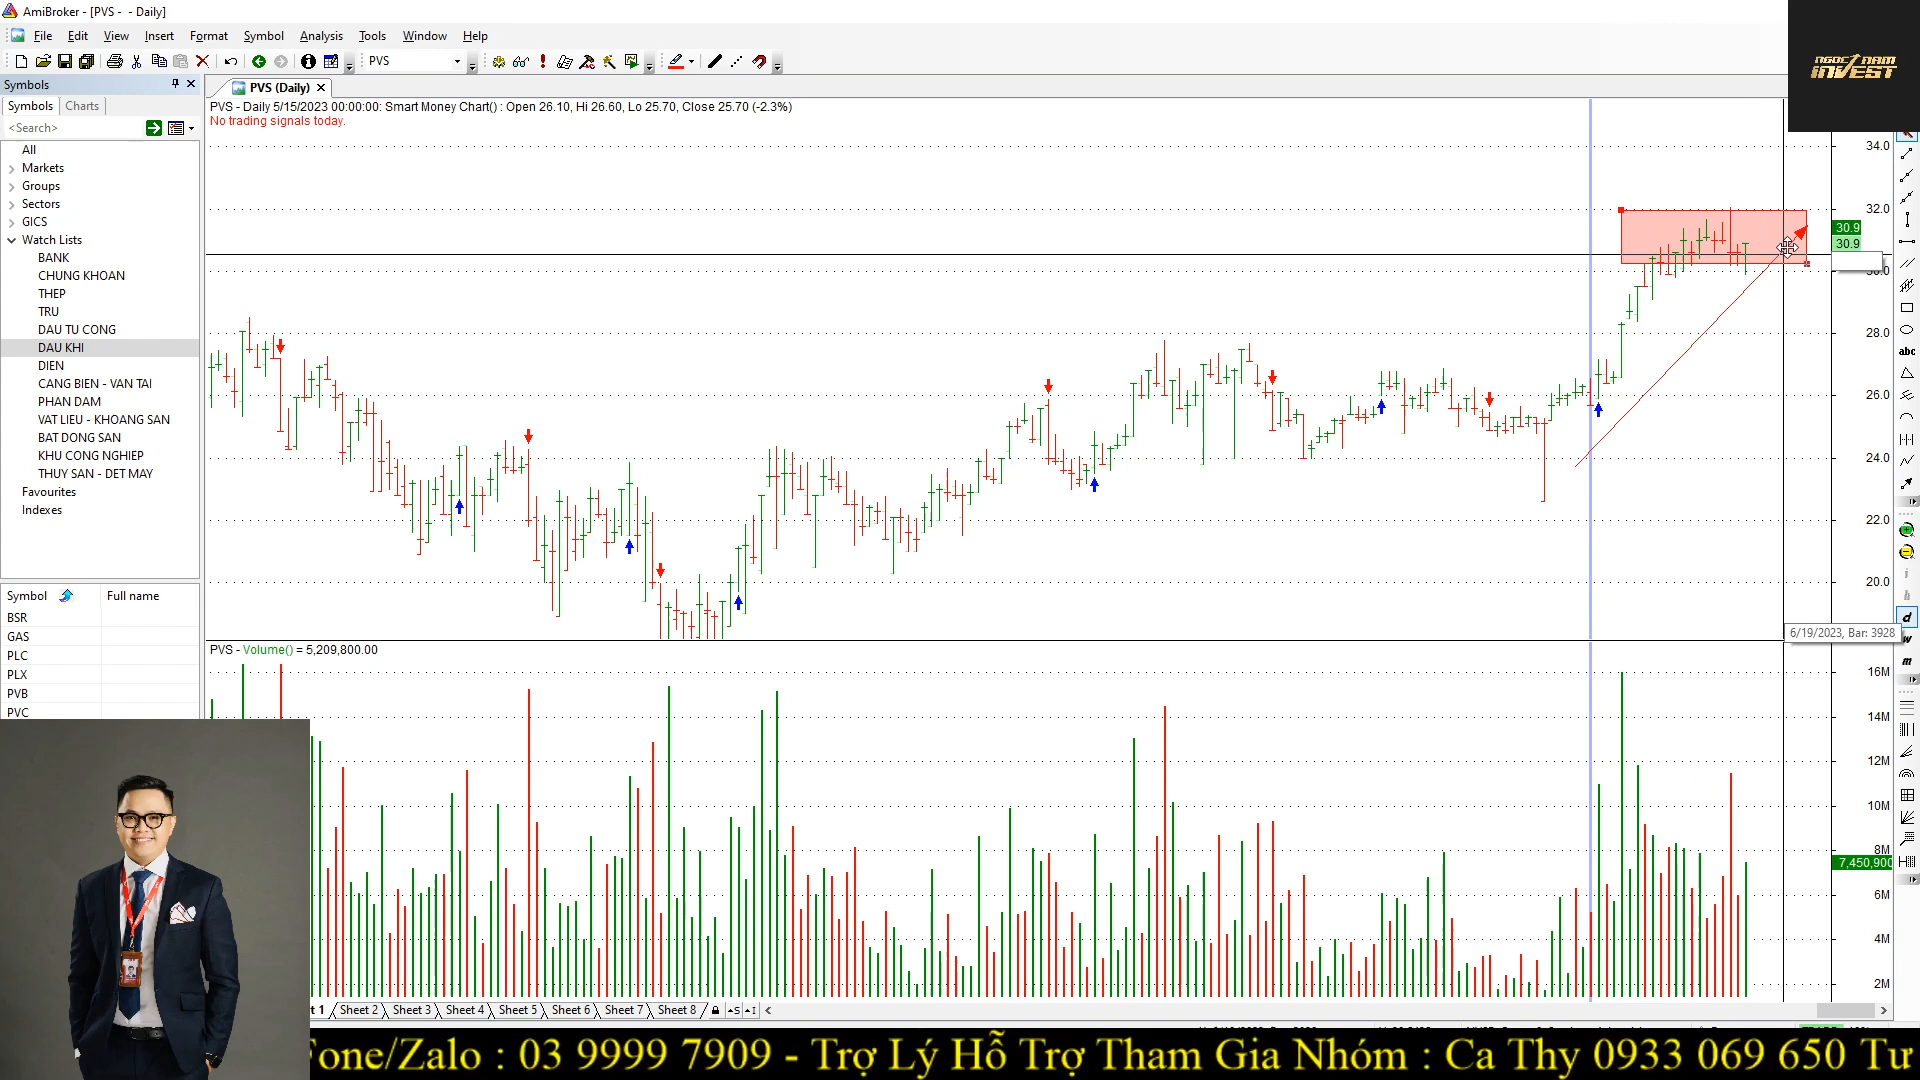 AmiBroker - [PVS - - Daily]
File Edit View Insert Format Symbol Analysis Tools Window Help
NGOC NAM
INVEST
PVS
Symbols
PVS (Daily)
Symbols Charts
<Search>
PVS - Daily 5/15/2023 00:00:00: Smart Money Chart() : Open 26.10, Hi 26.60, Lo 25.70, Close 25.70 (-2.3%)
No trading signals today.
All
Markets
Groups
Sectors
GICS
Watch Lists
BANK
CHUNG KHOAN
THEP
TRU
DAU TU CONG
DAU KHI
DIEN
CANG BIEN - VAN TAI
PHAN DAM
VAT LIEU - KHOANG SAN
BAT DONG SAN
KHU CONG NGHIEP
THUY SAN - DET MAY
Favourites
Indexes
34.0
32.0
30.9
30.9
30.0
28.0
26.0
24.0
22.0
20.0
abc
i
h
d
w
m
6/19/2023, Bar: 3928
Symbol Full name
BSR
GAS
PLC
PLX
PVB
PVC
PVS - Volume() = 5,209,800.00
16M
14M
12M
10M
8M
7,450,900
6M
4M
2M
Sheet 2 Sheet 3 Sheet 4 Sheet 5 Sheet 6 Sheet 7 Sheet 8
Fone/Zalo : 03 9999 7909 - Trợ Lý Hỗ Trợ Tham Gia Nhóm : Ca Thy 0933 069 650 Tư